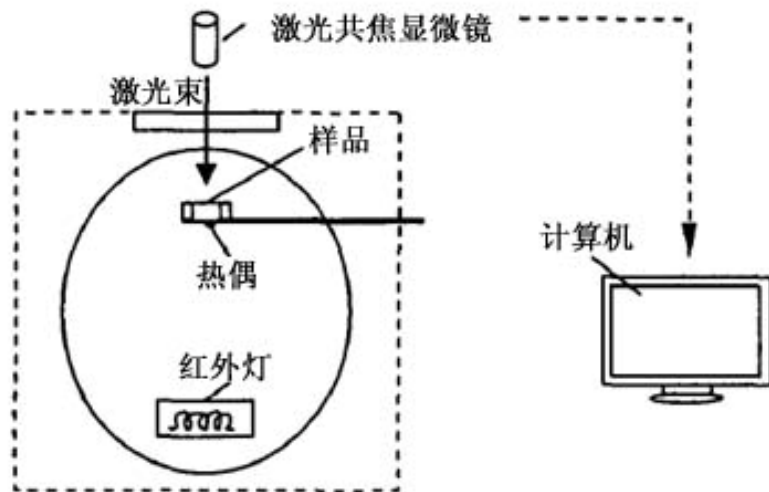 激光共焦显微镜
激光束
样品
热偶
计算机
红外灯